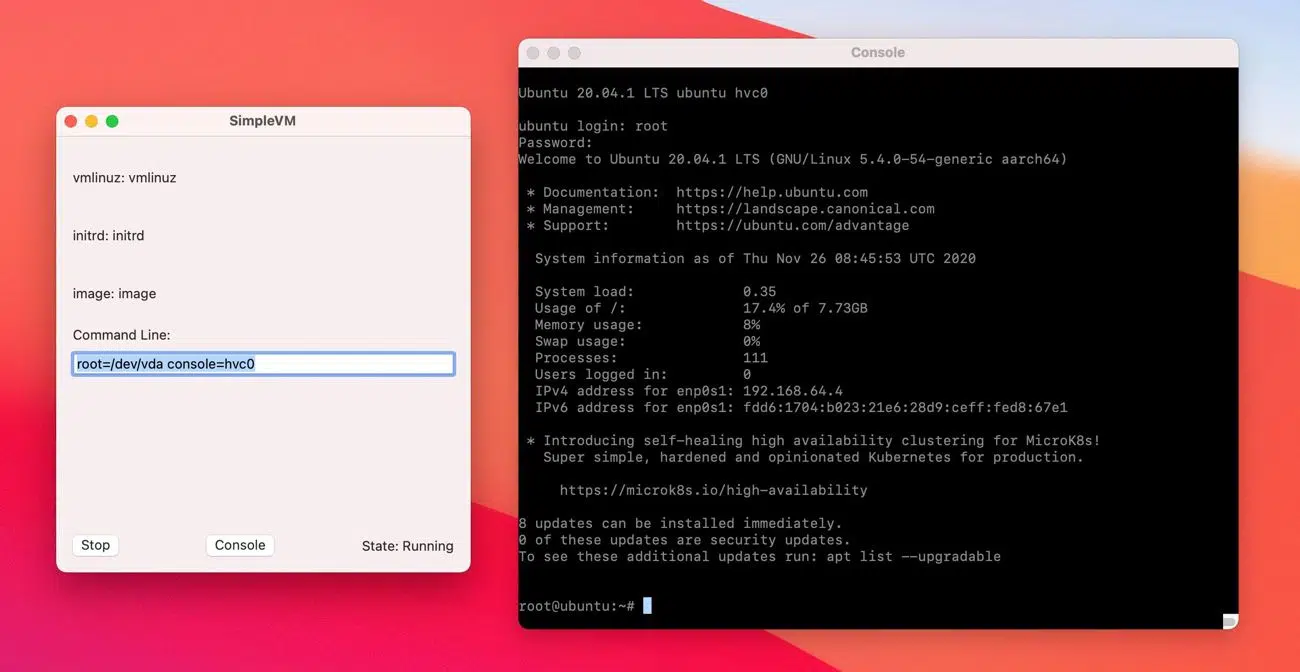 SimpleVM
vmlinuz: vmlinuz
initrd: initrd
image: image
Command Line:
root=/dev/vda console=hvc0
Stop
Console
State: Running
Console
Ubuntu 20.04.1 LTS ubuntu hvc0
ubuntu login: root
Password:
Welcome to Ubuntu 20.04.1 LTS (GNU/Linux 5.4.0-54-generic aarch64)
* Documentation: https://help.ubuntu.com
* Management: https://landscape.canonical.com
* Support: https://ubuntu.com/advantage
System information as of Thu Nov 26 08:45:53 UTC 2020
System load: 0.35
Usage of /: 17.4% of 7.73GB
Memory usage: 8%
Swap usage: 0%
Processes: 111
Users logged in: 0
IPv4 address for enp0s1: 192.168.64.4
IPv6 address for enp0s1: fdd6:1704:b023:21e6:28d9:ceff:fed8:67e1
* Introducing self-healing high availability clustering for MicroK8s!
Super simple, hardened and opinionated Kubernetes for production.
https://microk8s.io/high-availability
8 updates can be installed immediately.
0 of these updates are security updates.
To see these additional updates run: apt list --upgradable
root@ubuntu:~#